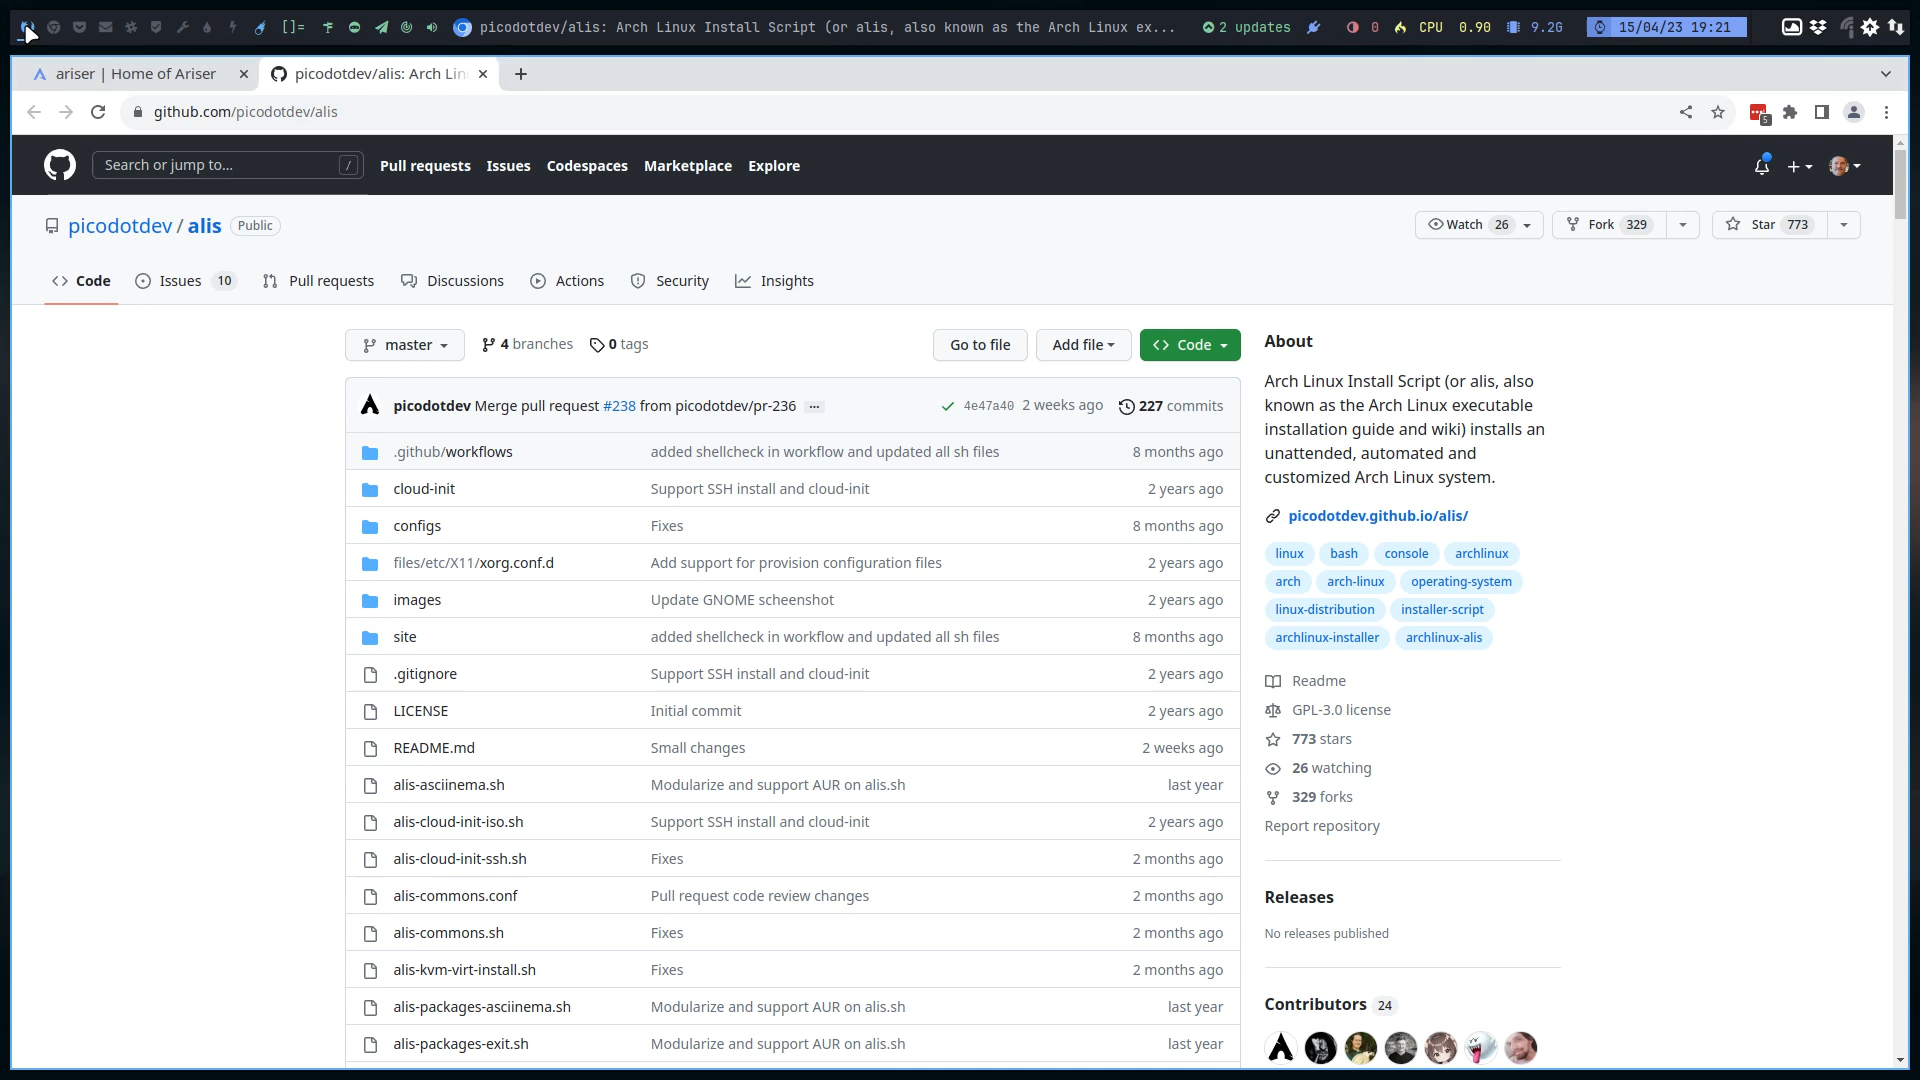 []= picodotdev/alis: Arch Linux Install Script (or alis, also known as the Arch Linux ex... 2 updates 0 CPU 0.90 9.2G 15/04/23 19:21
ariser | Home of Ariser picodotdev/alis: Arch Lin
github.com/picodotdev/alis 5
Search or jump to... / Pull requests Issues Codespaces Marketplace Explore
picodotdev / alis Public Watch 26 Fork 329 Star 773
Code Issues 10 Pull requests Discussions Actions Security Insights
master 4 branches 0 tags Go to file Add file Code
picodotdev Merge pull request #238 from picodotdev/pr-236 ... 4e47a40 2 weeks ago 227 commits
.github/workflows added shellcheck in workflow and updated all sh files 8 months ago
cloud-init Support SSH install and cloud-init 2 years ago
configs Fixes 8 months ago
files/etc/X11/xorg.conf.d Add support for provision configuration files 2 years ago
images Update GNOME scheenshot 2 years ago
site added shellcheck in workflow and updated all sh files 8 months ago
.gitignore Support SSH install and cloud-init 2 years ago
LICENSE Initial commit 2 years ago
README.md Small changes 2 weeks ago
alis-asciinema.sh Modularize and support AUR on alis.sh last year
alis-cloud-init-iso.sh Support SSH install and cloud-init 2 years ago
alis-cloud-init-ssh.sh Fixes 2 months ago
alis-commons.conf Pull request code review changes 2 months ago
alis-commons.sh Fixes 2 months ago
alis-kvm-virt-install.sh Fixes 2 months ago
alis-packages-asciinema.sh Modularize and support AUR on alis.sh last year
alis-packages-exit.sh Modularize and support AUR on alis.sh last year
About
Arch Linux Install Script (or alis, also
known as the Arch Linux executable
installation guide and wiki) installs an
unattended, automated and
customized Arch Linux system.
picodotdev.github.io/alis/
linux bash console archlinux
arch arch-linux operating-system
linux-distribution installer-script
archlinux-installer archlinux-alis
Readme
GPL-3.0 license
773 stars
26 watching
329 forks
Report repository
Releases
No releases published
Contributors 24